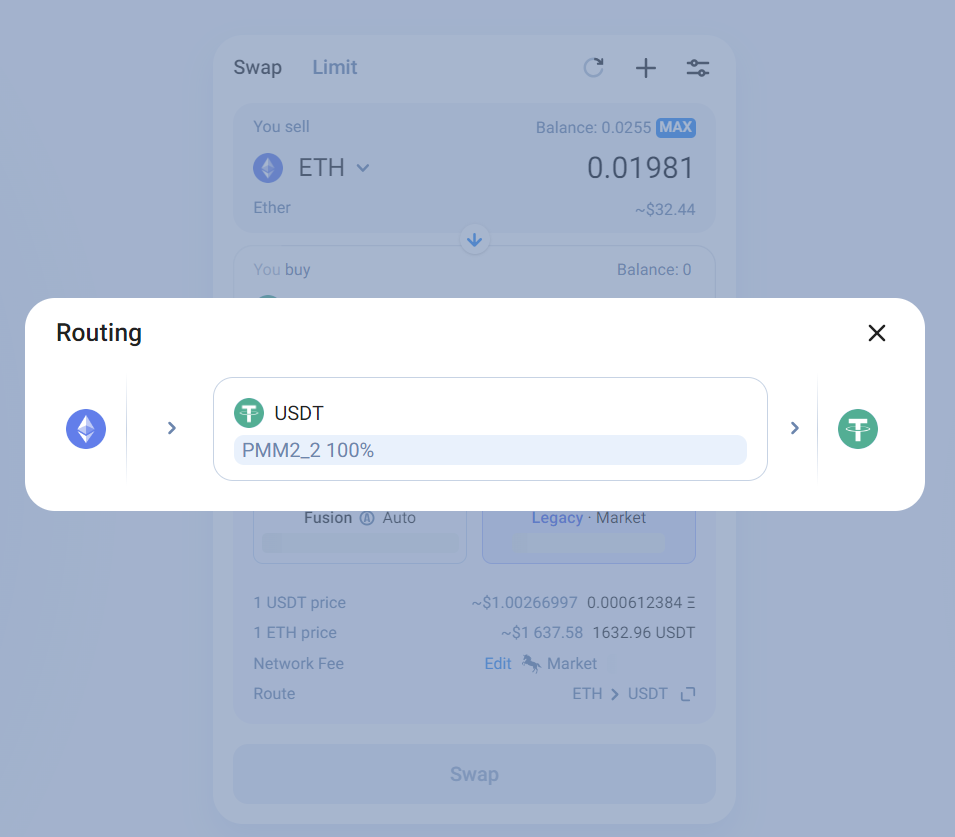 Swap Limit
You sell Balance: 0.0255 MAX
ETH 0.01981
Ether ~$32.44
You buy Balance: 0
Routing
USDT
PMM2_2 100%
Fusion Auto Legacy · Market
1 USDT price ~$1.00266997 0.000612384 Ξ
1 ETH price ~$1 637.58 1632.96 USDT
Network Fee Edit Market
Route ETH > USDT
Swap